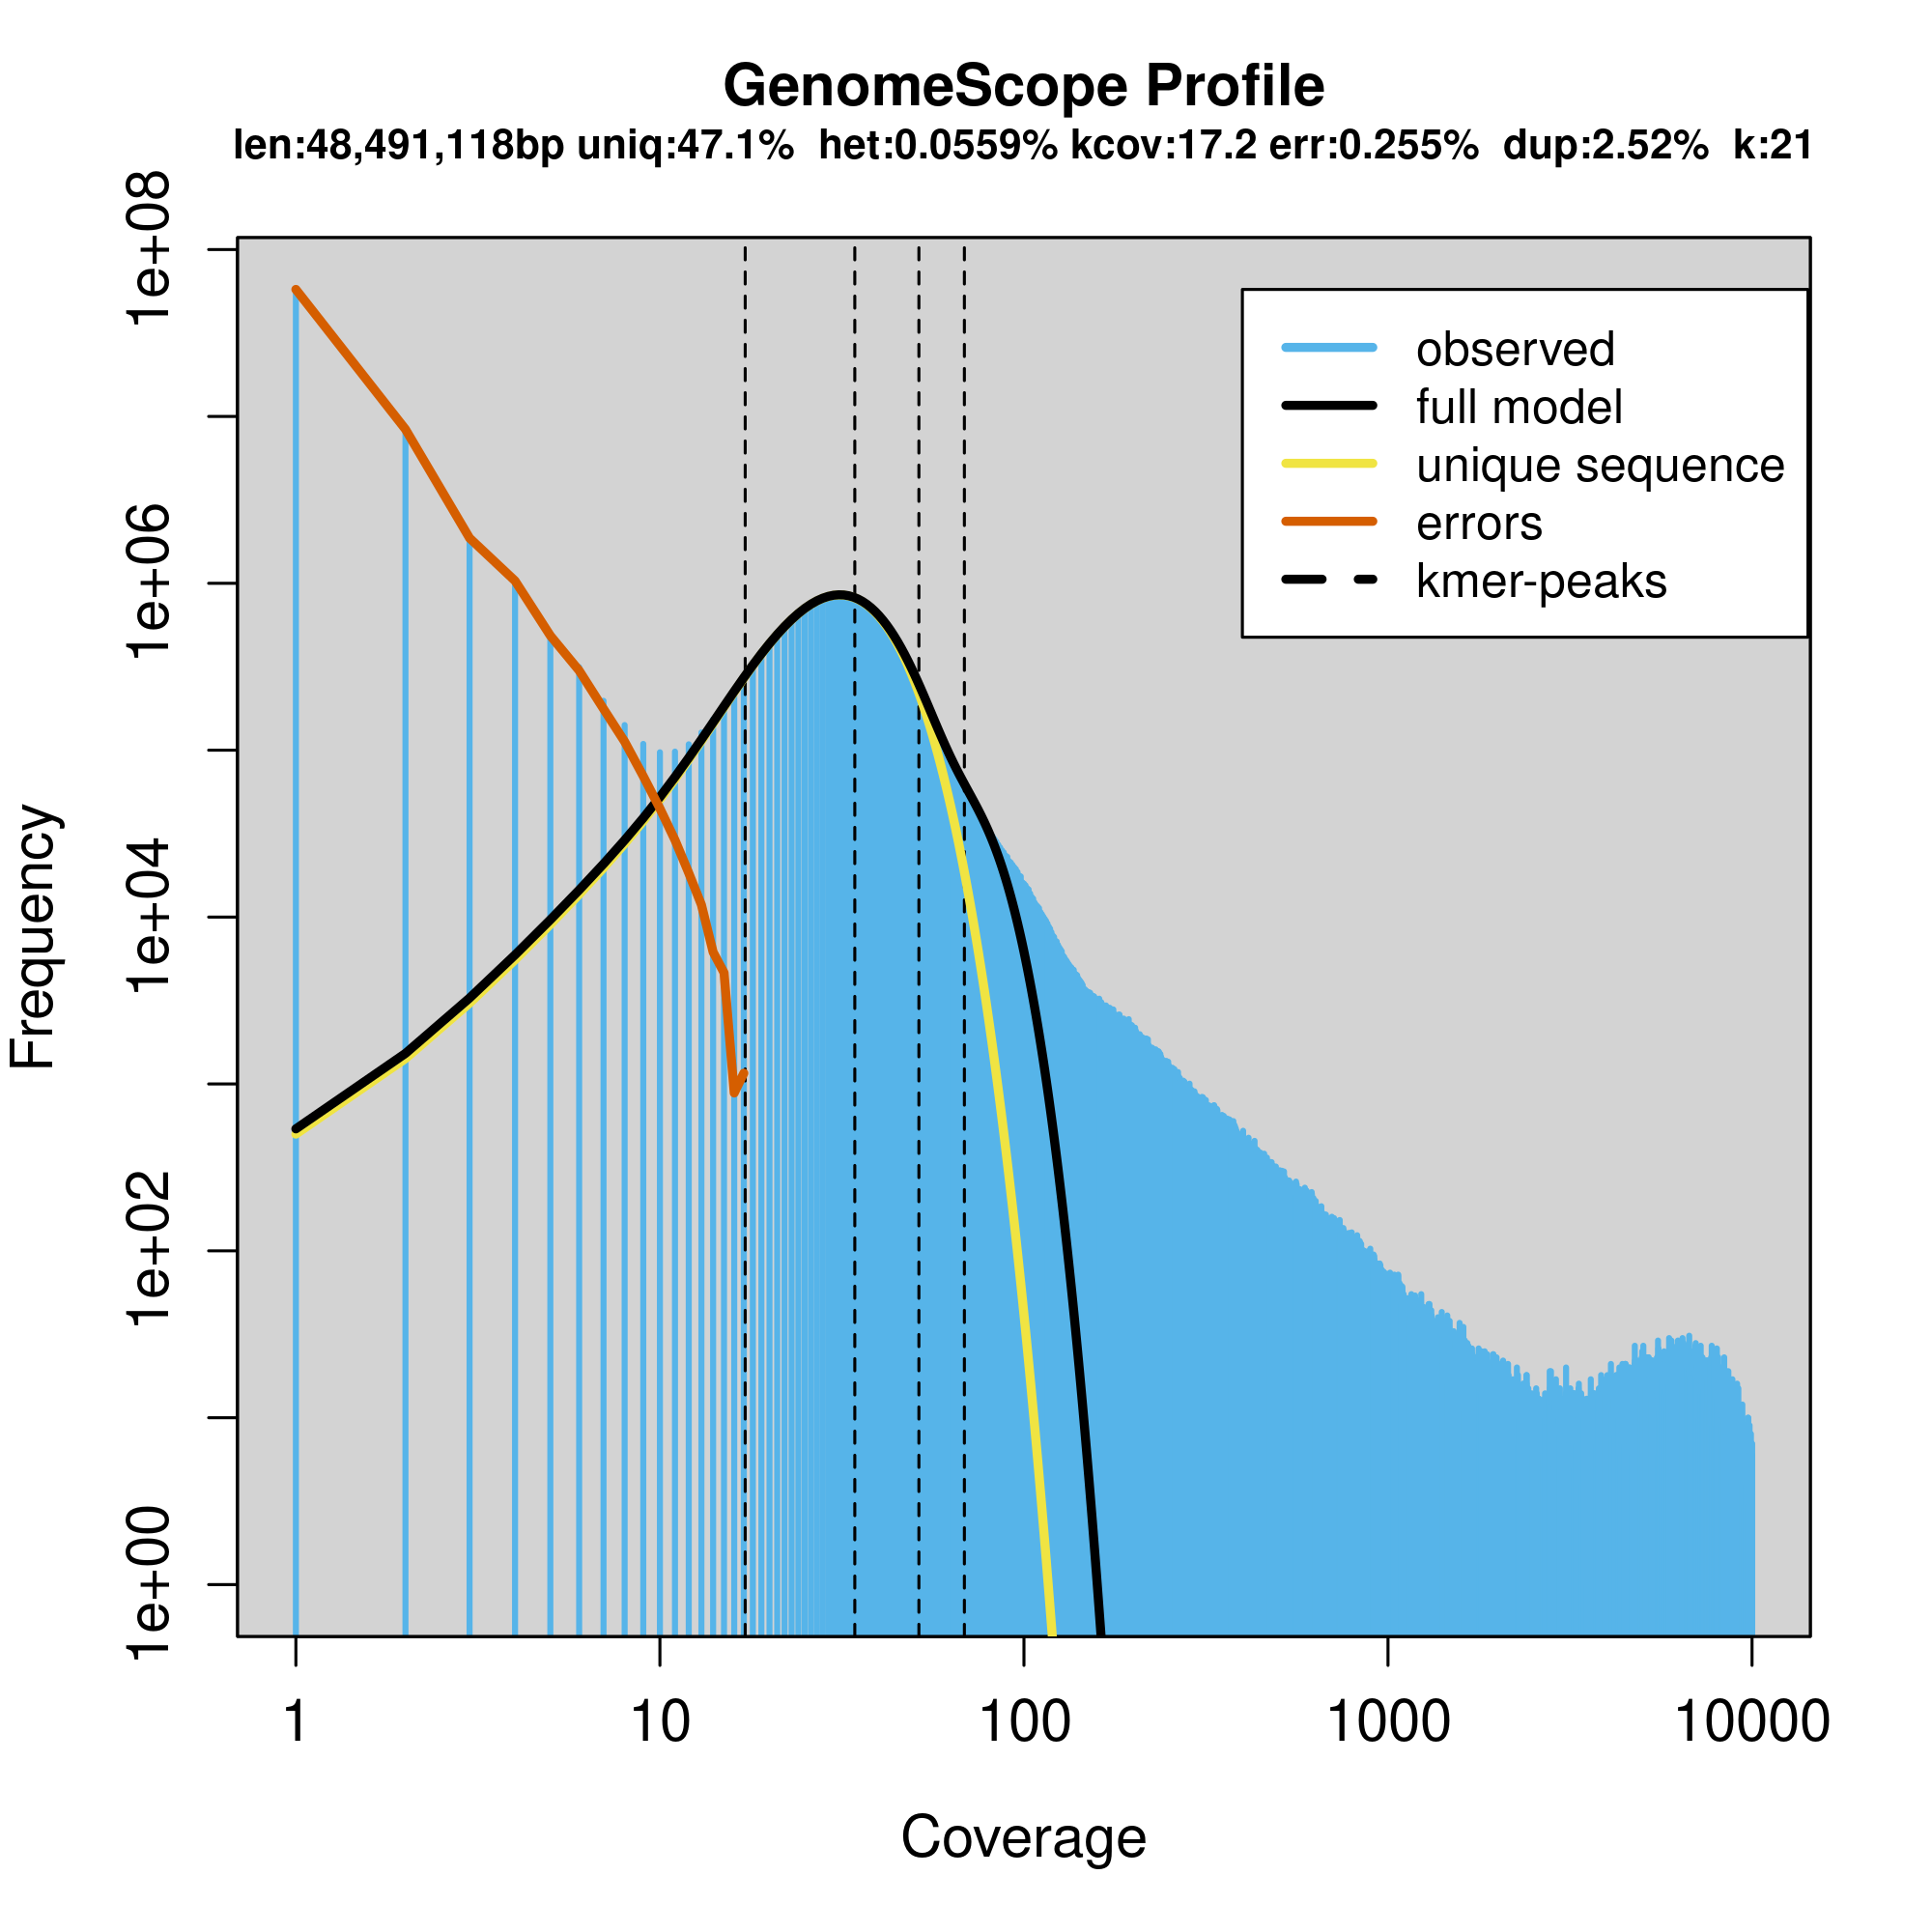 GenomeScope Profile
len:48,491,118bp uniq:47.1% het:0.0559% kcov:17.2 err:0.255% dup:2.52% k:21
1e+08
1e+06
1e+04
1e+02
1e+00
Frequency
observed
full model
unique sequence
errors
kmer-peaks
1 10 100 1000 10000
Coverage